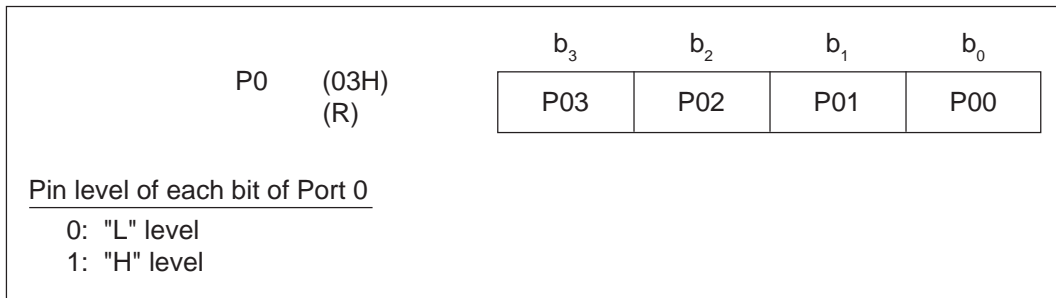 b3 b2 b1 b0
P0 (03H) P03 P02 P01 P00
(R)
Pin level of each bit of Port 0
0: "L" level
1: "H" level